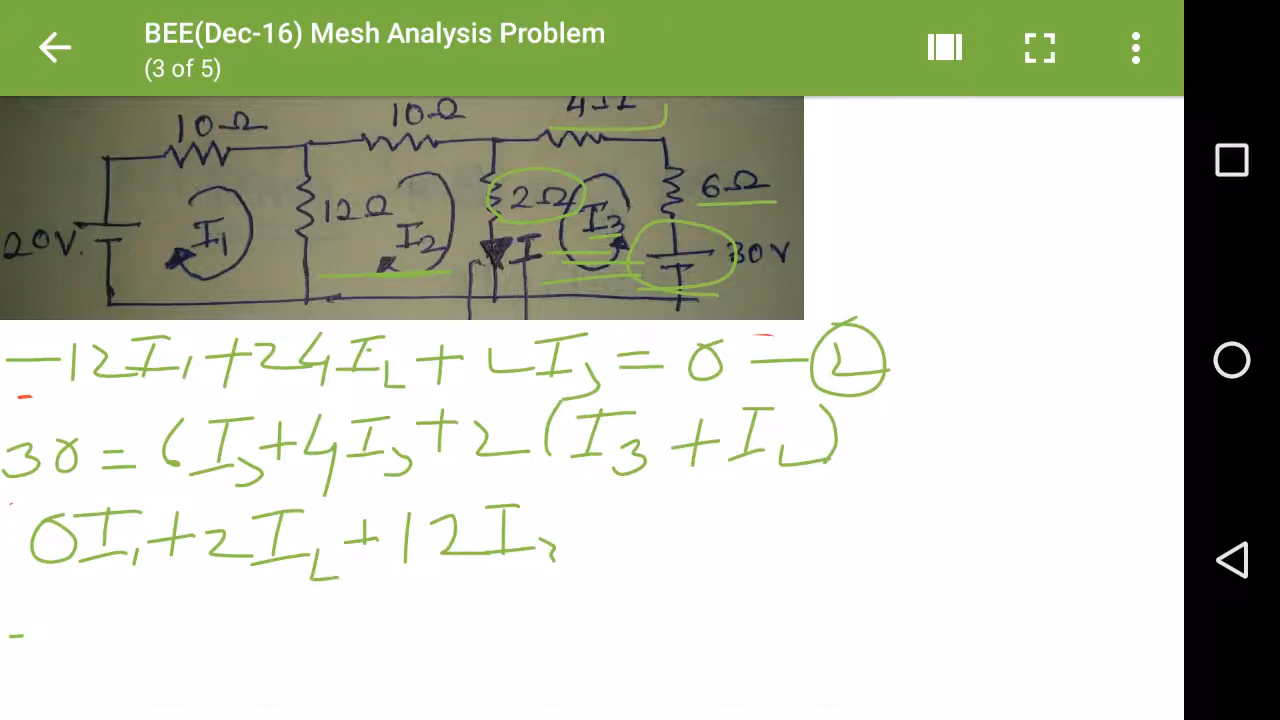 BEE(Dec-16) Mesh Analysis Problem
(3 of 5)
10Ω 10Ω 4Ω
20V. I₁ 12Ω I₂ 2Ω I I₃ 6Ω 30V
-12I₁+24I₂+2I₃=0-②
30=6I₃+4I₃+2(I₃+I₂)
0I₁+2I₂+12I₃